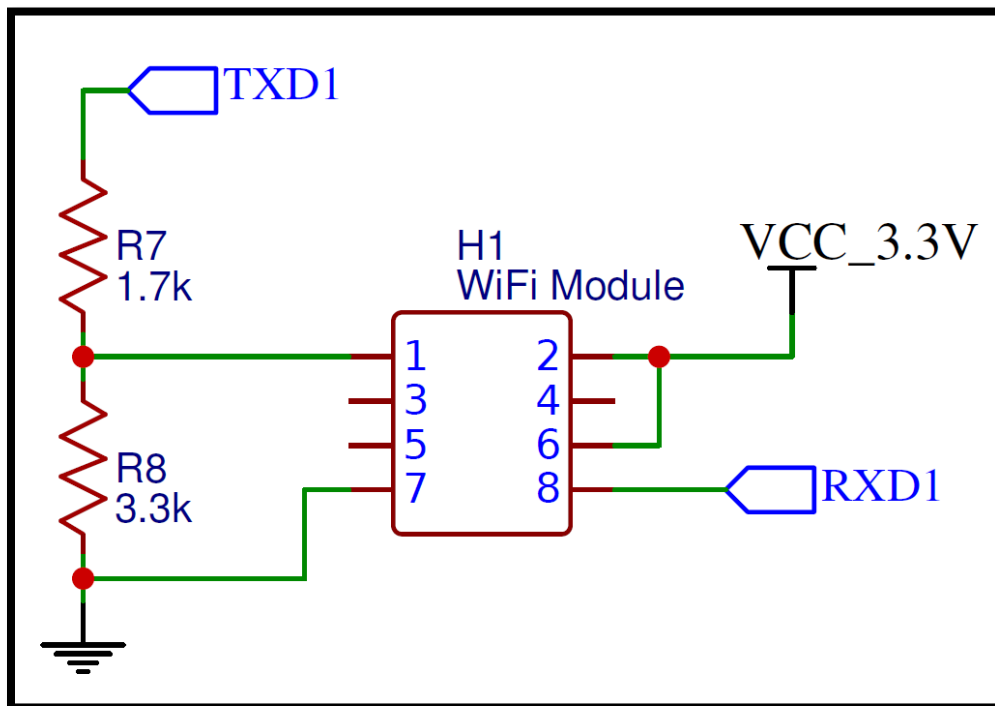 TXD1
R7
1.7k
H1
WiFi Module
VCC_3.3V
1 2
3 4
5 6
7 8
R8
3.3k
RXD1